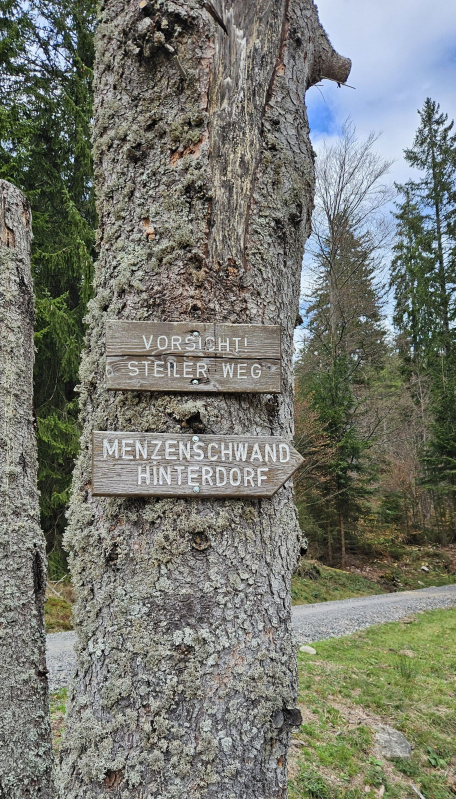 VORSICHT!
STEILER WEG
MENZENSCHWAND
HINTERDORF